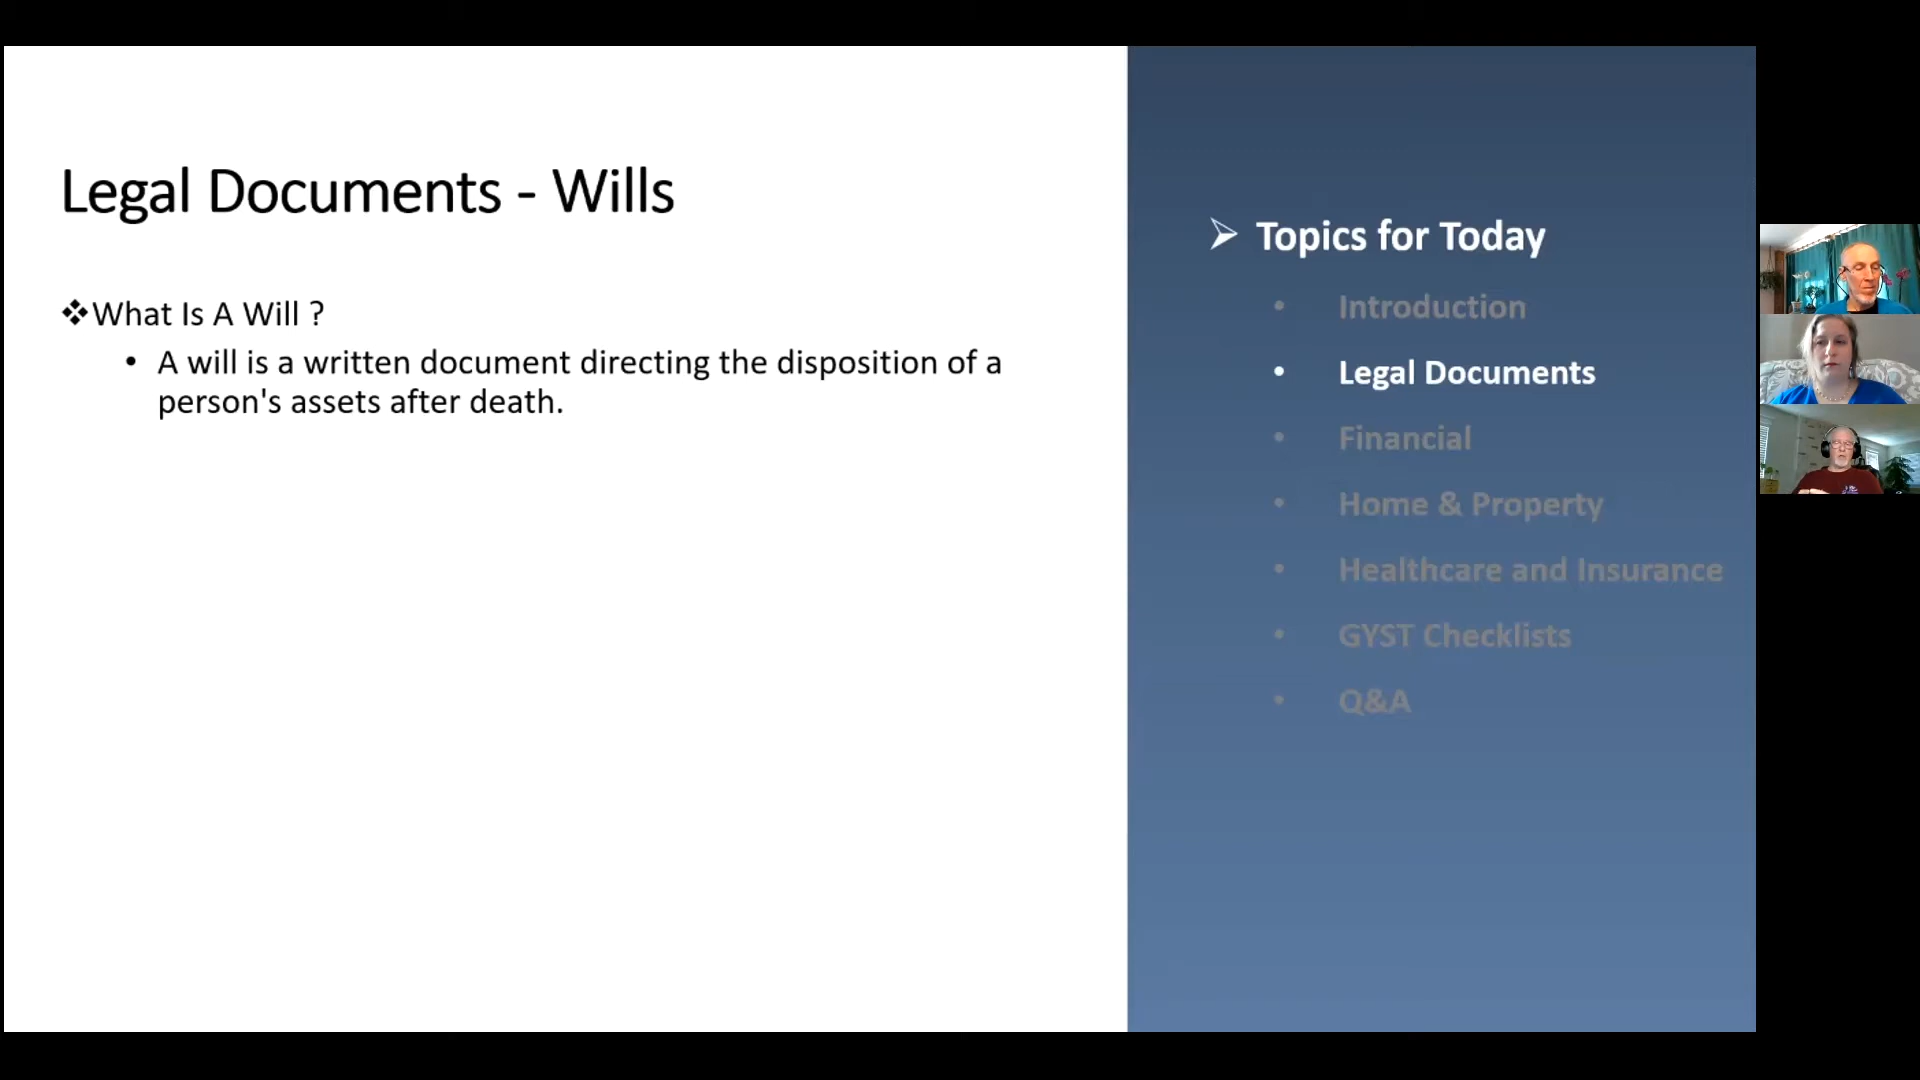 Legal Documents - Wills
❖What Is A Will ?
• A will is a written document directing the disposition of a
person's assets after death.
➢ Topics for Today
• Introduction
• Legal Documents
• Financial
• Home & Property
• Healthcare and Insurance
• GYST Checklists
• Q&A